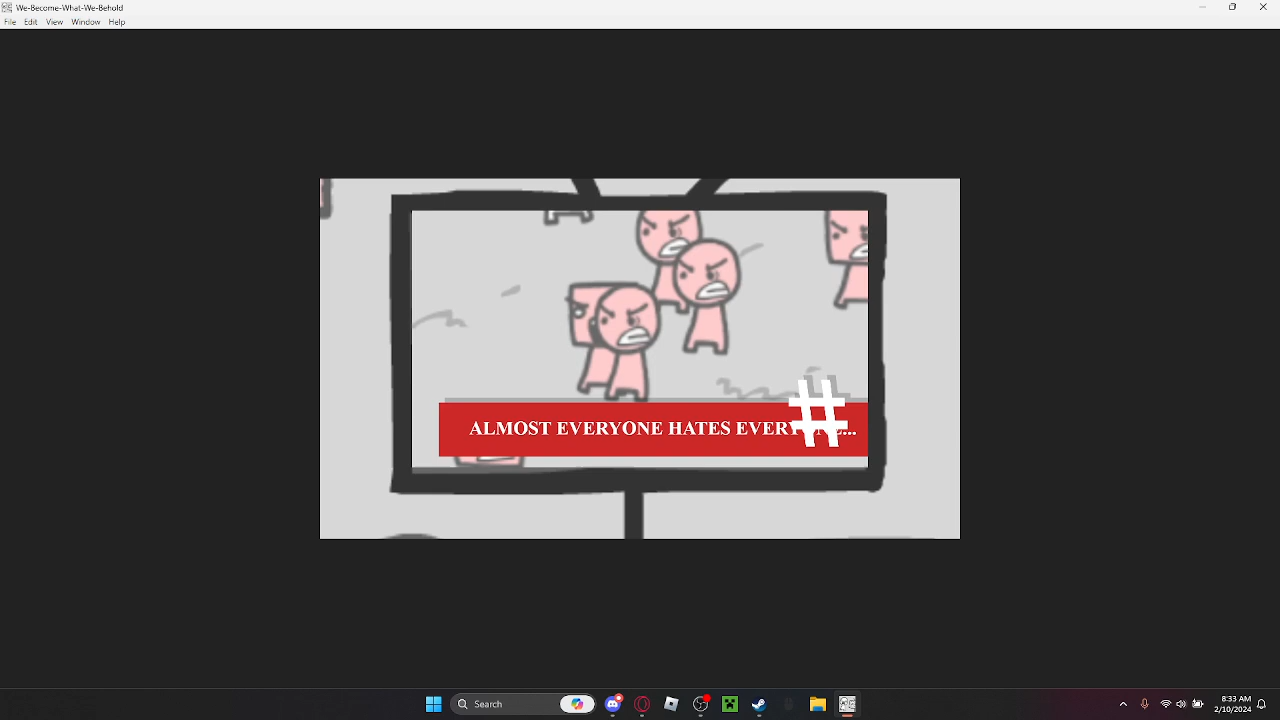 We-Become-What-We-Behold
File Edit View Window Help
ALMOST EVERYONE HATES
#
Search
8:33 AM
2/10/2024